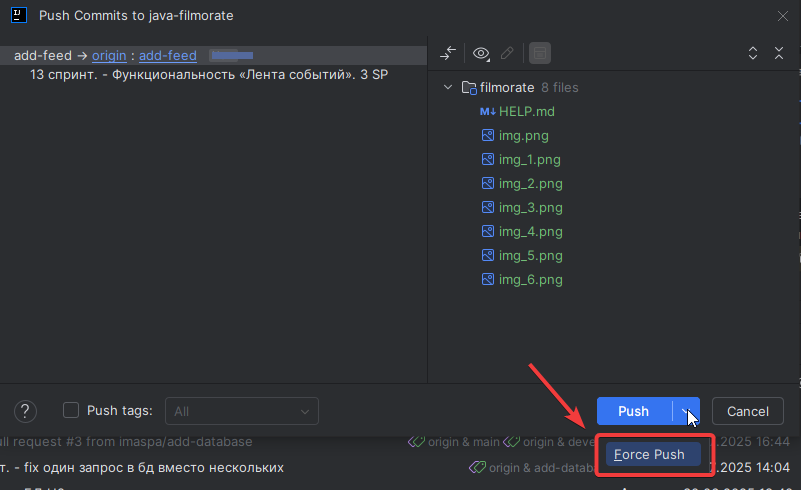 Push Commits to java-filmorate
add-feed → origin : add-feed
13 спринт. - Функциональность «Лента событий». 3 SP
filmorate 8 files
M↓ HELP.md
img.png
img_1.png
img_2.png
img_3.png
img_4.png
img_5.png
img_6.png
? Push tags: All Push Cancel
ull request #3 from imaspa/add-database origin & main origin & deve .2025 16:44
Force Push
т. - fix один запрос в бд вместо нескольких origin & add-datab .2025 14:04